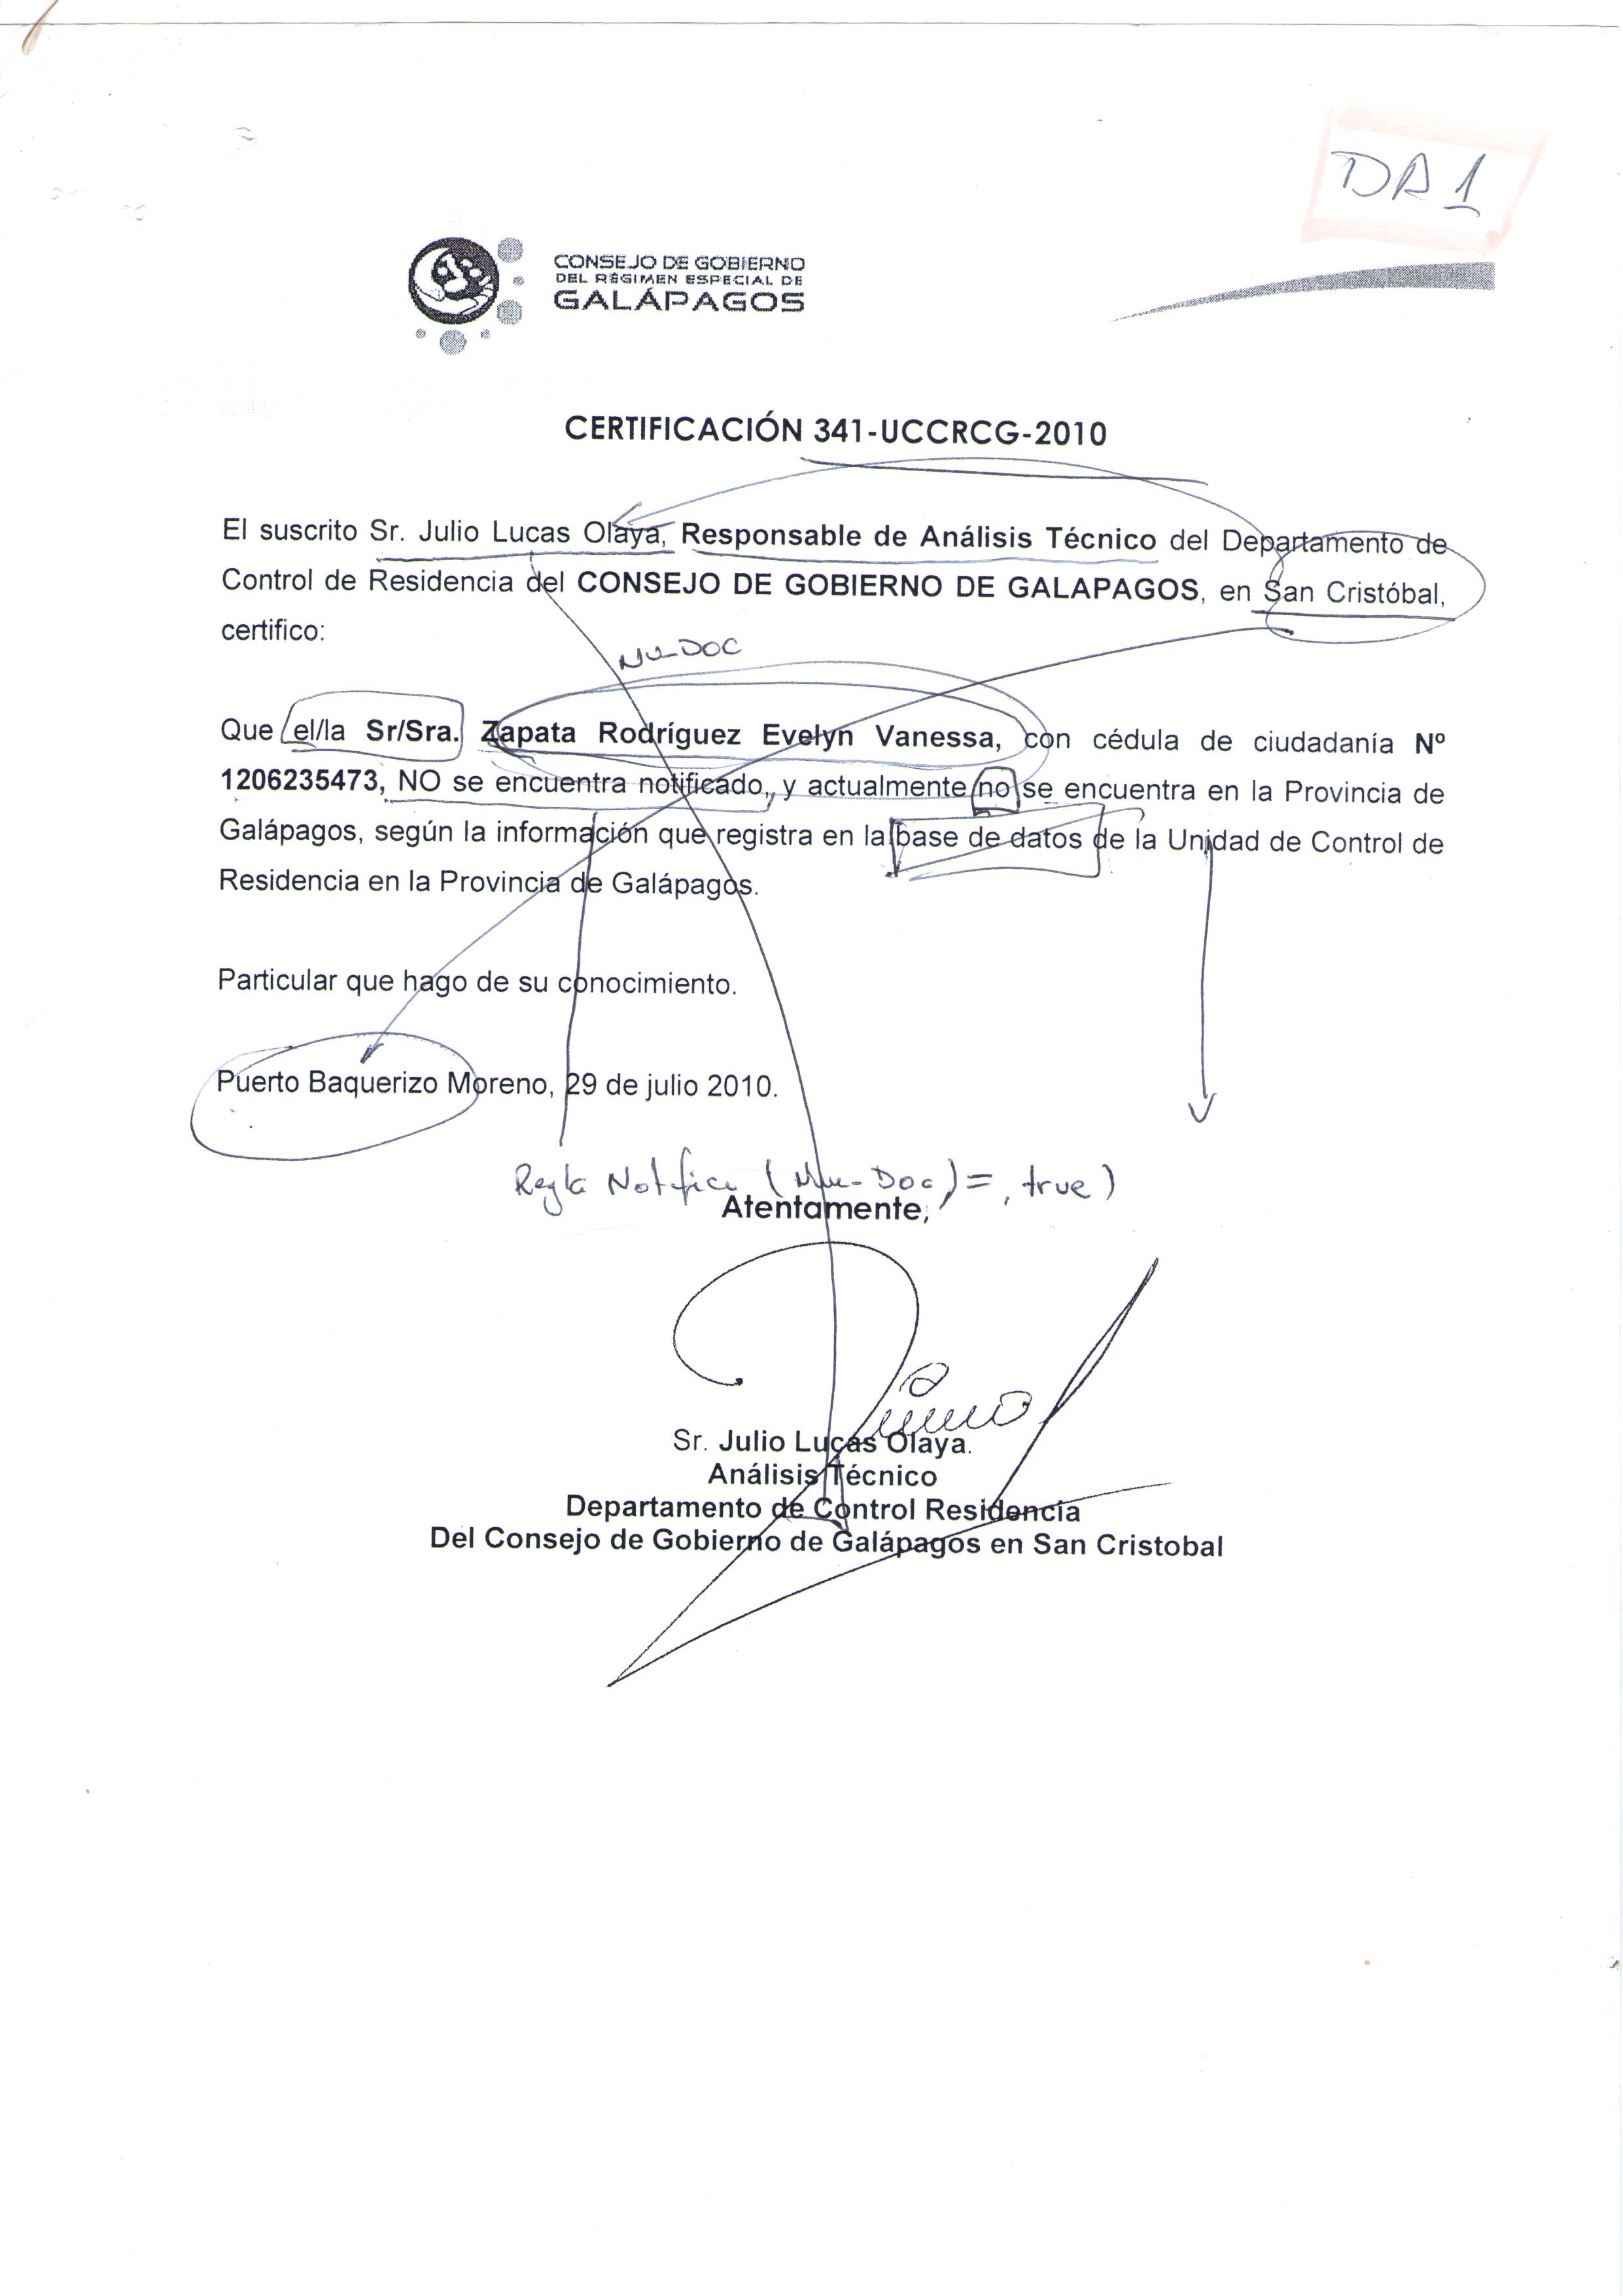 DA1
CONSEJO DE GOBIERNO
DEL RÉGIMEN ESPECIAL DE
GALÁPAGOS
CERTIFICACIÓN 341-UCCRCG-2010
El suscrito Sr. Julio Lucas Olaya, Responsable de Análisis Técnico del Departamento de
Control de Residencia del CONSEJO DE GOBIERNO DE GALAPAGOS, en San Cristóbal,
certifico:
NU-DOC
Que el/la Sr/Sra. Zapata Rodríguez Evelyn Vanessa, con cédula de ciudadanía Nº
1206235473, NO se encuentra notificado, y actualmente no se encuentra en la Provincia de
Galápagos, según la información que registra en la base de datos de la Unidad de Control de
Residencia en la Provincia de Galápagos.
Particular que hago de su conocimiento.
Puerto Baquerizo Moreno, 29 de julio 2010.
Regla Notifica (Nu-Doc)=, true)
Atentamente,
Sr. Julio Lucas Olaya.
Análisis Técnico
Departamento de Control Residencia
Del Consejo de Gobierno de Galápagos en San Cristobal